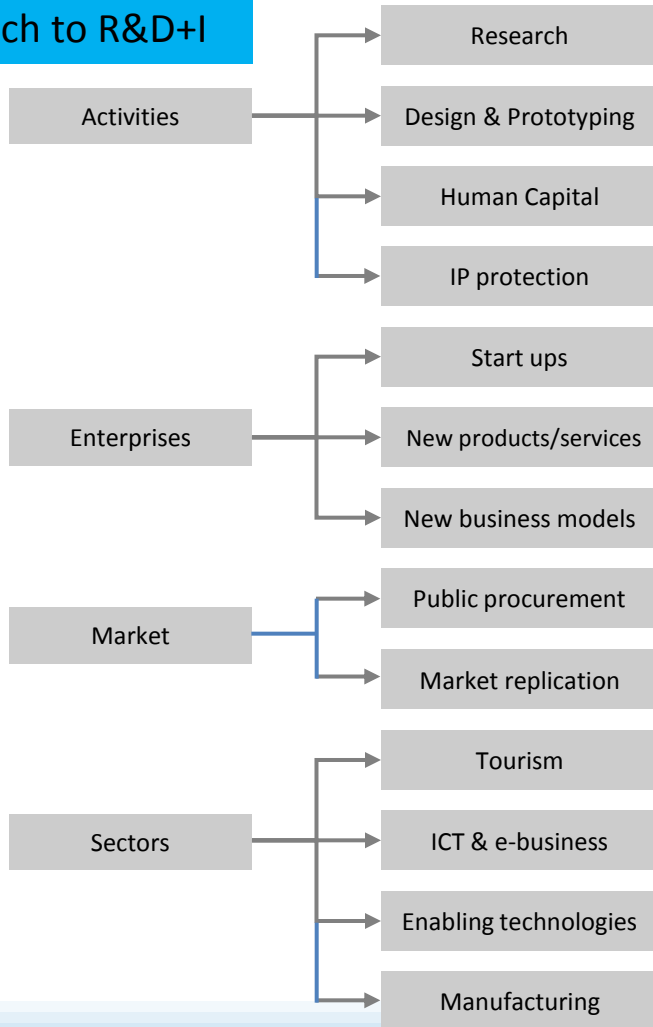 ch to R&D+I
Activities
Research
Design & Prototyping
Human Capital
IP protection
Enterprises
Start ups
New products/services
New business models
Market
Public procurement
Market replication
Sectors
Tourism
ICT & e-business
Enabling technologies
Manufacturing